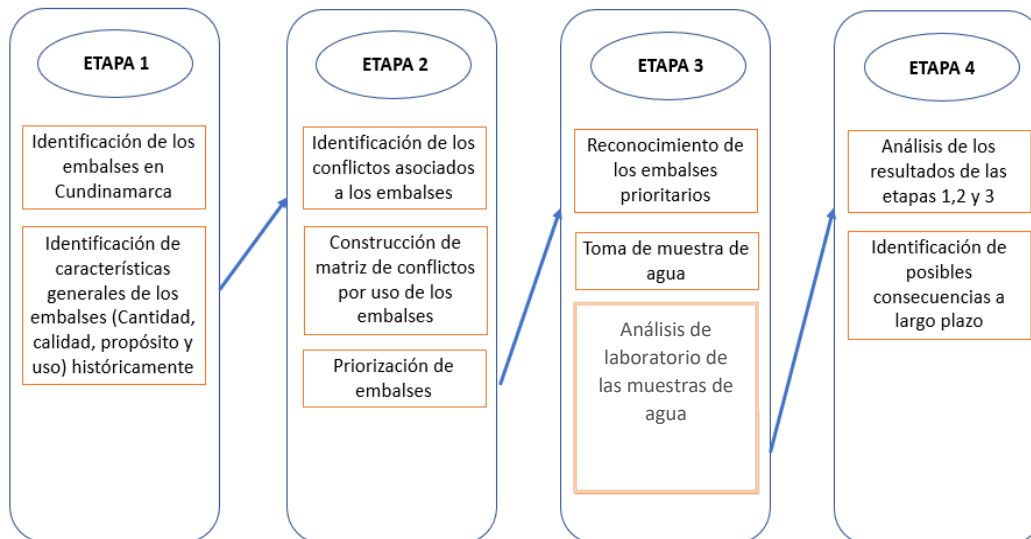 ETAPA 1
Identificación de los
embalses en
Cundinamarca
Identificación de
características
generales de los
embalses (Cantidad,
calidad, propósito y
uso) históricamente
ETAPA 2
Identificación de los
conflictos asociados
a los embalses
Construcción de
matriz de conflictos
por uso de los
embalses
Priorización de
embalses
ETAPA 3
Reconocimiento de
los embalses
prioritarios
Toma de muestra de
agua
Análisis de
laboratorio de
las muestras de
agua
ETAPA 4
Análisis de los
resultados de las
etapas 1,2 y 3
Identificación de
posibles
consecuencias a
largo plazo